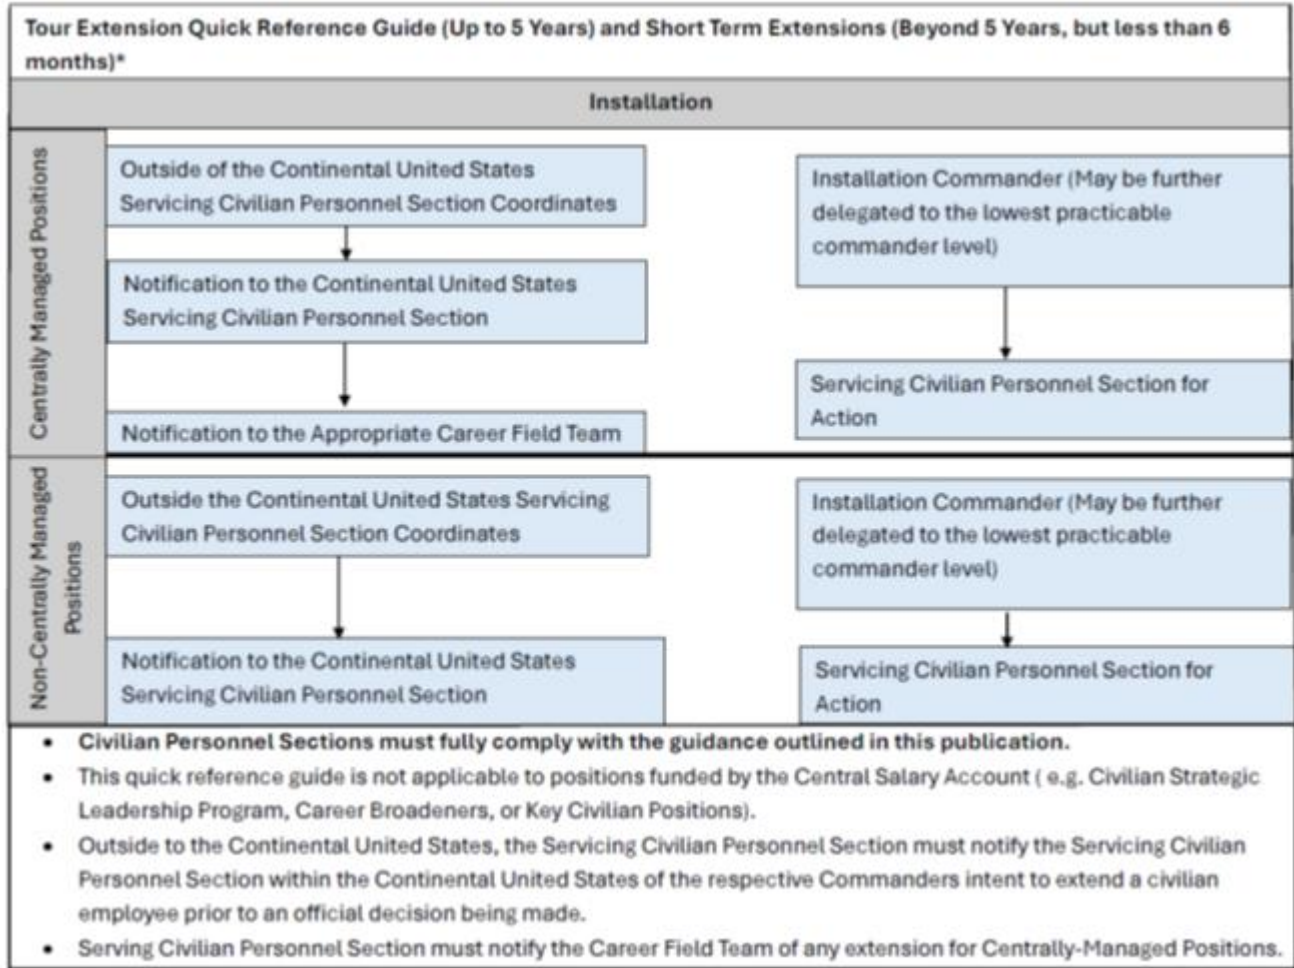 Tour Extension Quick Reference Guide (Up to 5 Years) and Short Term Extensions (Beyond 5 Years, but less than 6
months)*
Installation
Centrally Managed Positions
Outside of the Continental United States
Servicing Civilian Personnel Section Coordinates
Notification to the Continental United States
Servicing Civilian Personnel Section
Notification to the Appropriate Career Field Team
Installation Commander (May be further
delegated to the lowest practicable
commander level)
Servicing Civilian Personnel Section for
Action
Non-Centrally Managed
Positions
Outside the Continental United States Servicing
Civilian Personnel Section Coordinates
Notification to the Continental United States
Servicing Civilian Personnel Section
Installation Commander (May be further
delegated to the lowest practicable
commander level)
Servicing Civilian Personnel Section for
Action
• Civilian Personnel Sections must fully comply with the guidance outlined in this publication.
• This quick reference guide is not applicable to positions funded by the Central Salary Account ( e.g. Civilian Strategic
Leadership Program, Career Broadeners, or Key Civilian Positions).
• Outside to the Continental United States, the Servicing Civilian Personnel Section must notify the Servicing Civilian
Personnel Section within the Continental United States of the respective Commanders intent to extend a civilian
employee prior to an official decision being made.
• Serving Civilian Personnel Section must notify the Career Field Team of any extension for Centrally-Managed Positions.